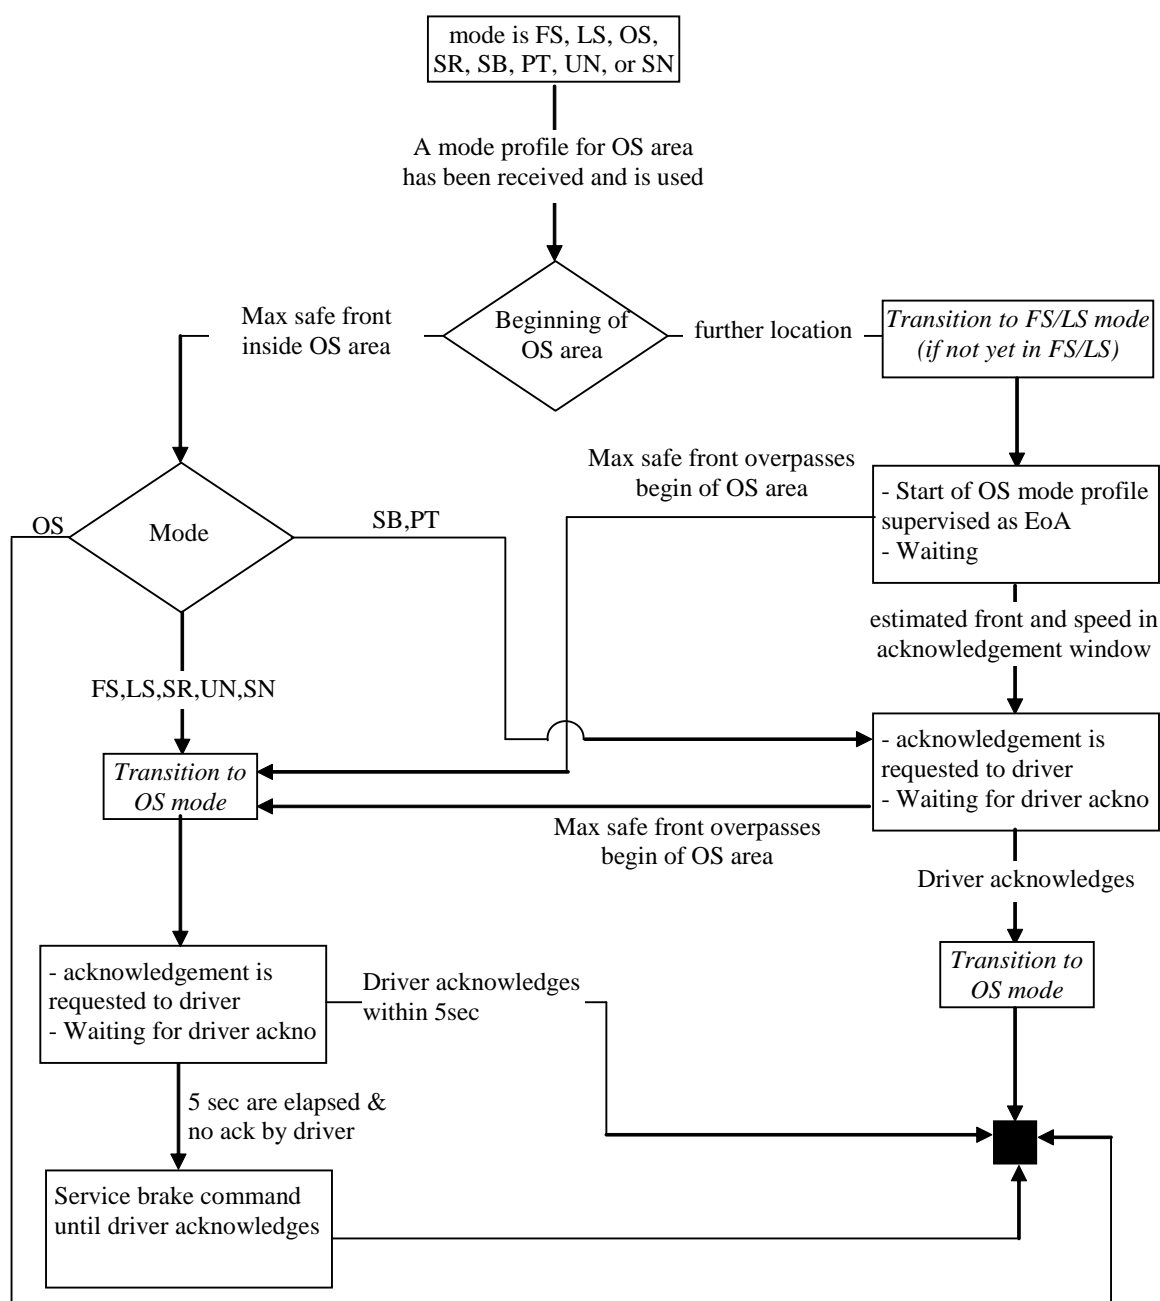 mode is FS, LS, OS,
SR, SB, PT, UN, or SN
A mode profile for OS area
has been received and is used
Max safe front
inside OS area
Beginning of
OS area
further location
Transition to FS/LS mode
(if not yet in FS/LS)
Max safe front overpasses
begin of OS area
- Start of OS mode profile
supervised as EoA
- Waiting
OS
Mode
SB,PT
estimated front and speed in
acknowledgement window
FS,LS,SR,UN,SN
- acknowledgement is
requested to driver
- Waiting for driver ackno
Transition to
OS mode
Max safe front overpasses
begin of OS area
Driver acknowledges
Transition to
OS mode
- acknowledgement is
requested to driver
- Waiting for driver ackno
Driver acknowledges
within 5sec
5 sec are elapsed &
no ack by driver
Service brake command
until driver acknowledges